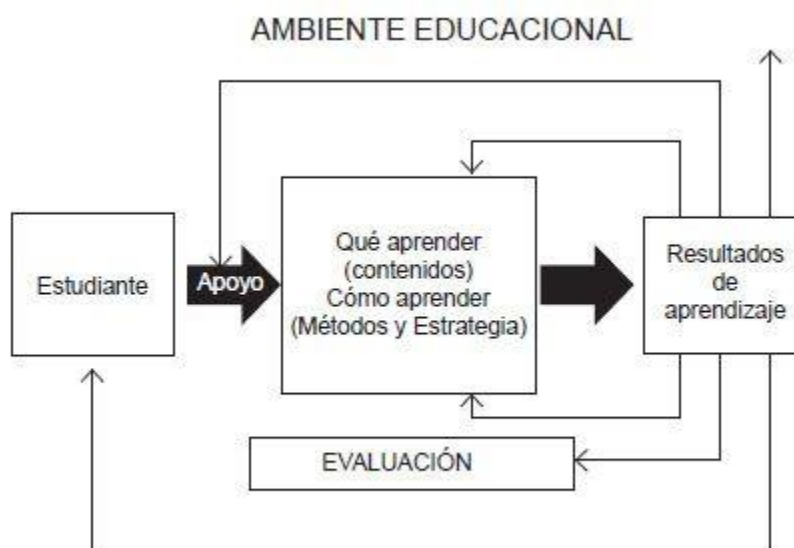 AMBIENTE EDUCACIONAL
Estudiante
Apoyo
Qué aprender
(contenidos)
Cómo aprender
(Métodos y Estrategia)
Resultados
de
aprendizaje
EVALUACIÓN